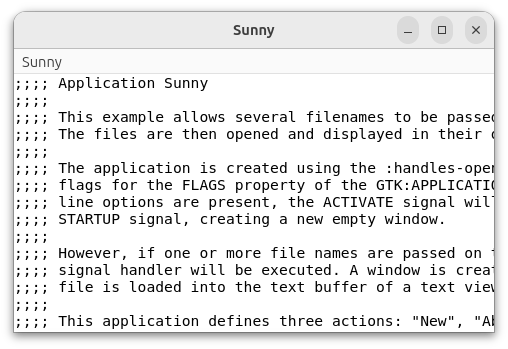 Sunny
Sunny
;;;; Application Sunny
;;;;
;;;; This example allows several filenames to be passed
;;;; The files are then opened and displayed in their
;;;;
;;;; The application is created using the :handles-open
;;;; flags for the FLAGS property of the GTK:APPLICATIO
;;;; line options are present, the ACTIVATE signal will
;;;; STARTUP signal, creating a new empty window.
;;;;
;;;; However, if one or more file names are passed on
;;;; signal handler will be executed. A window is creat
;;;; file is loaded into the text buffer of a text view
;;;;
;;;; This application defines three actions: "New", "Ab